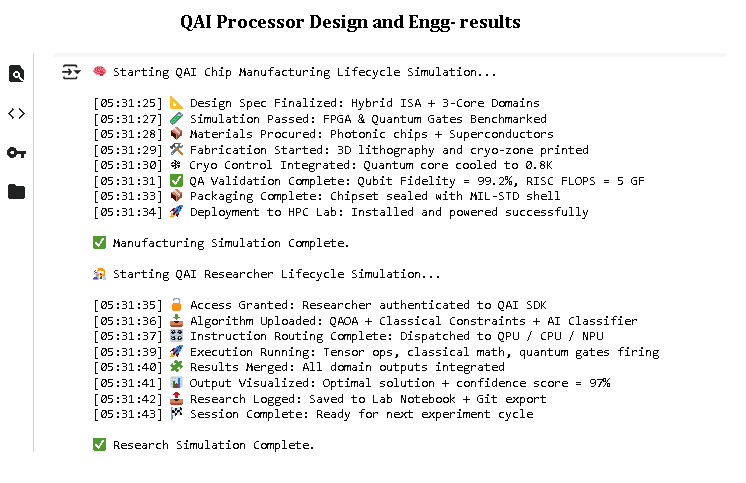 QAI Processor Design and Engg- results
🧠 Starting QAI Chip Manufacturing Lifecycle Simulation...
[05:31:25] 📐 Design Spec Finalized: Hybrid ISA + 3-Core Domains
[05:31:27] 🧪 Simulation Passed: FPGA & Quantum Gates Benchmarked
[05:31:28] 📦 Materials Procured: Photonic chips + Superconductors
[05:31:29] 🛠 Fabrication Started: 3D lithography and cryo-zone printed
[05:31:30] ❄ Cryo Control Integrated: Quantum core cooled to 0.8K
[05:31:31] ✅ QA Validation Complete: Qubit Fidelity = 99.2%, RISC FLOPS = 5 GF
[05:31:33] 📦 Packaging Complete: Chipset sealed with MIL-STD shell
[05:31:34] 🚀 Deployment to HPC Lab: Installed and powered successfully
✅ Manufacturing Simulation Complete.
👩‍🔬 Starting QAI Researcher Lifecycle Simulation...
[05:31:35] 🔓 Access Granted: Researcher authenticated to QAI SDK
[05:31:36] 📥 Algorithm Uploaded: QAOA + Classical Constraints + AI Classifier
[05:31:37] 🎛 Instruction Routing Complete: Dispatched to QPU / CPU / NPU
[05:31:39] 🚀 Execution Running: Tensor ops, classical math, quantum gates firing
[05:31:40] 🧩 Results Merged: All domain outputs integrated
[05:31:41] 📊 Output Visualized: Optimal solution + confidence score = 97%
[05:31:42] 📤 Research Logged: Saved to Lab Notebook + Git export
[05:31:43] 🏁 Session Complete: Ready for next experiment cycle
✅ Research Simulation Complete.